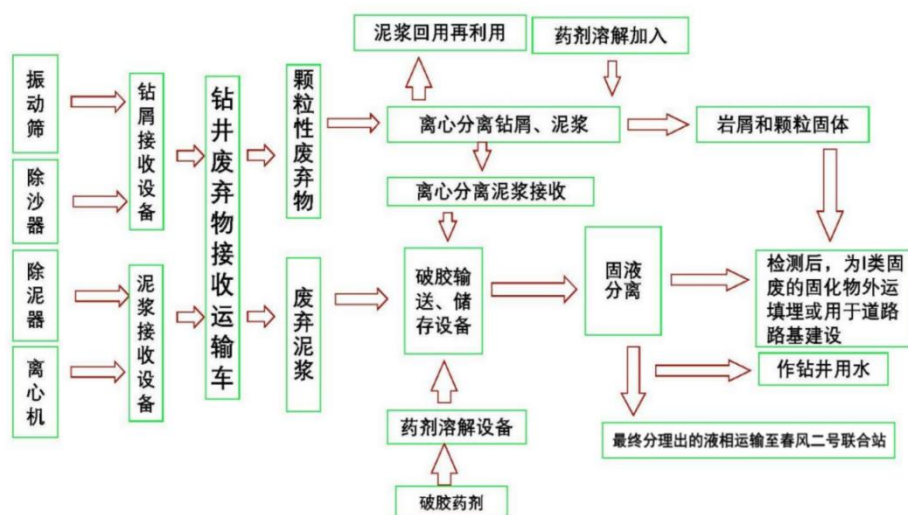 泥浆回用再利用
药剂溶解加入
振动筛
钻屑接收设备
钻井废弃物接收运输车
颗粒性废弃物
离心分离钻屑、泥浆
岩屑和颗粒固体
除沙器
离心分离泥浆接收
除泥器
泥浆接收设备
废弃泥浆
破胶输
送、储
存设备
固液
分离
检测后，为I类固
废的固化物外运
填埋或用于道路
路基建设
离心机
作钻井用水
药剂溶解设备
最终分理出的液相运输至春风二号联合站
破胶药剂